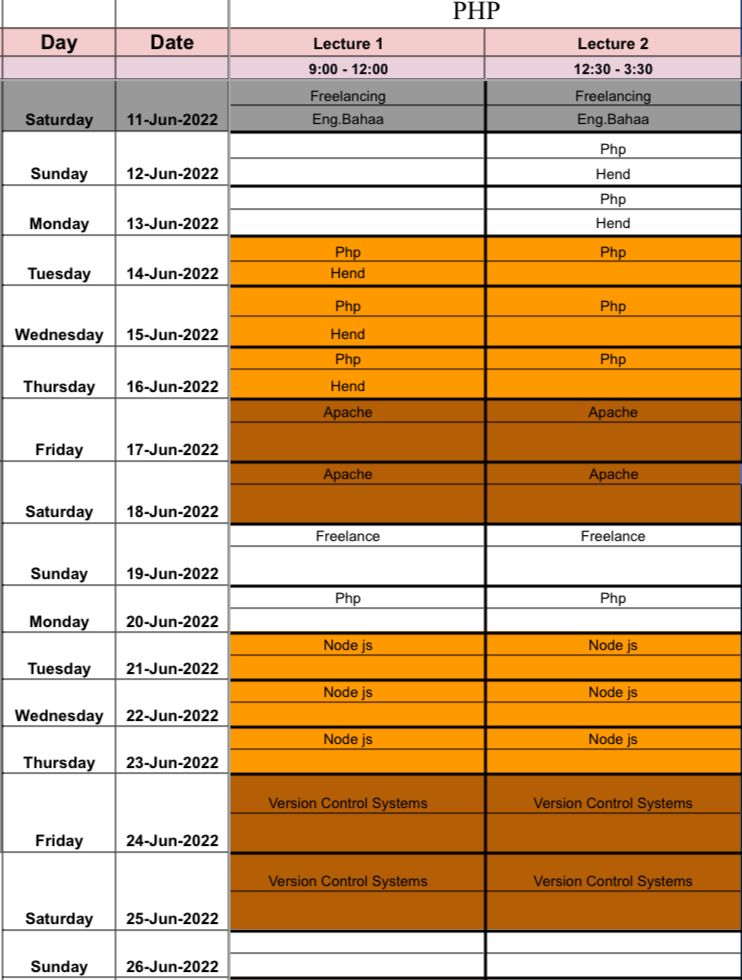 PHP
Day Date Lecture 1 Lecture 2
9:00 - 12:00 12:30 - 3:30
Freelancing Freelancing
Saturday 11-Jun-2022 Eng.Bahaa Eng.Bahaa
Php
Sunday 12-Jun-2022 Hend
Php
Monday 13-Jun-2022 Hend
Php Php
Tuesday 14-Jun-2022 Hend
Php Php
Wednesday 15-Jun-2022 Hend
Php Php
Thursday 16-Jun-2022 Hend
Apache Apache
Friday 17-Jun-2022
Apache Apache
Saturday 18-Jun-2022
Freelance Freelance
Sunday 19-Jun-2022
Php Php
Monday 20-Jun-2022
Node js Node js
Tuesday 21-Jun-2022
Node js Node js
Wednesday 22-Jun-2022
Node js Node js
Thursday 23-Jun-2022
Version Control Systems Version Control Systems
Friday 24-Jun-2022
Version Control Systems Version Control Systems
Saturday 25-Jun-2022
Sunday 26-Jun-2022